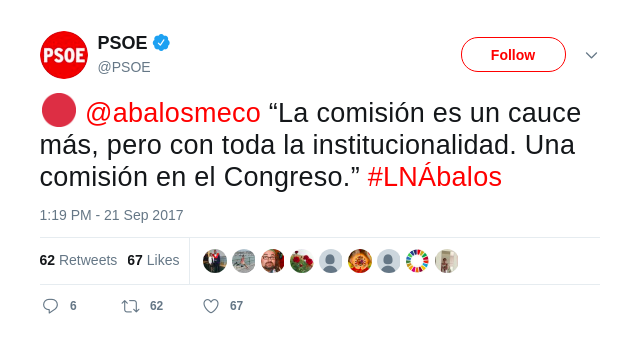 PSOE
PSOE
@PSOE
Follow
@abalosmeco “La comisión es un cauce
más, pero con toda la institucionalidad. Una
comisión en el Congreso.” #LNÁbalos
1:19 PM - 21 Sep 2017
62 Retweets 67 Likes
6 62 67